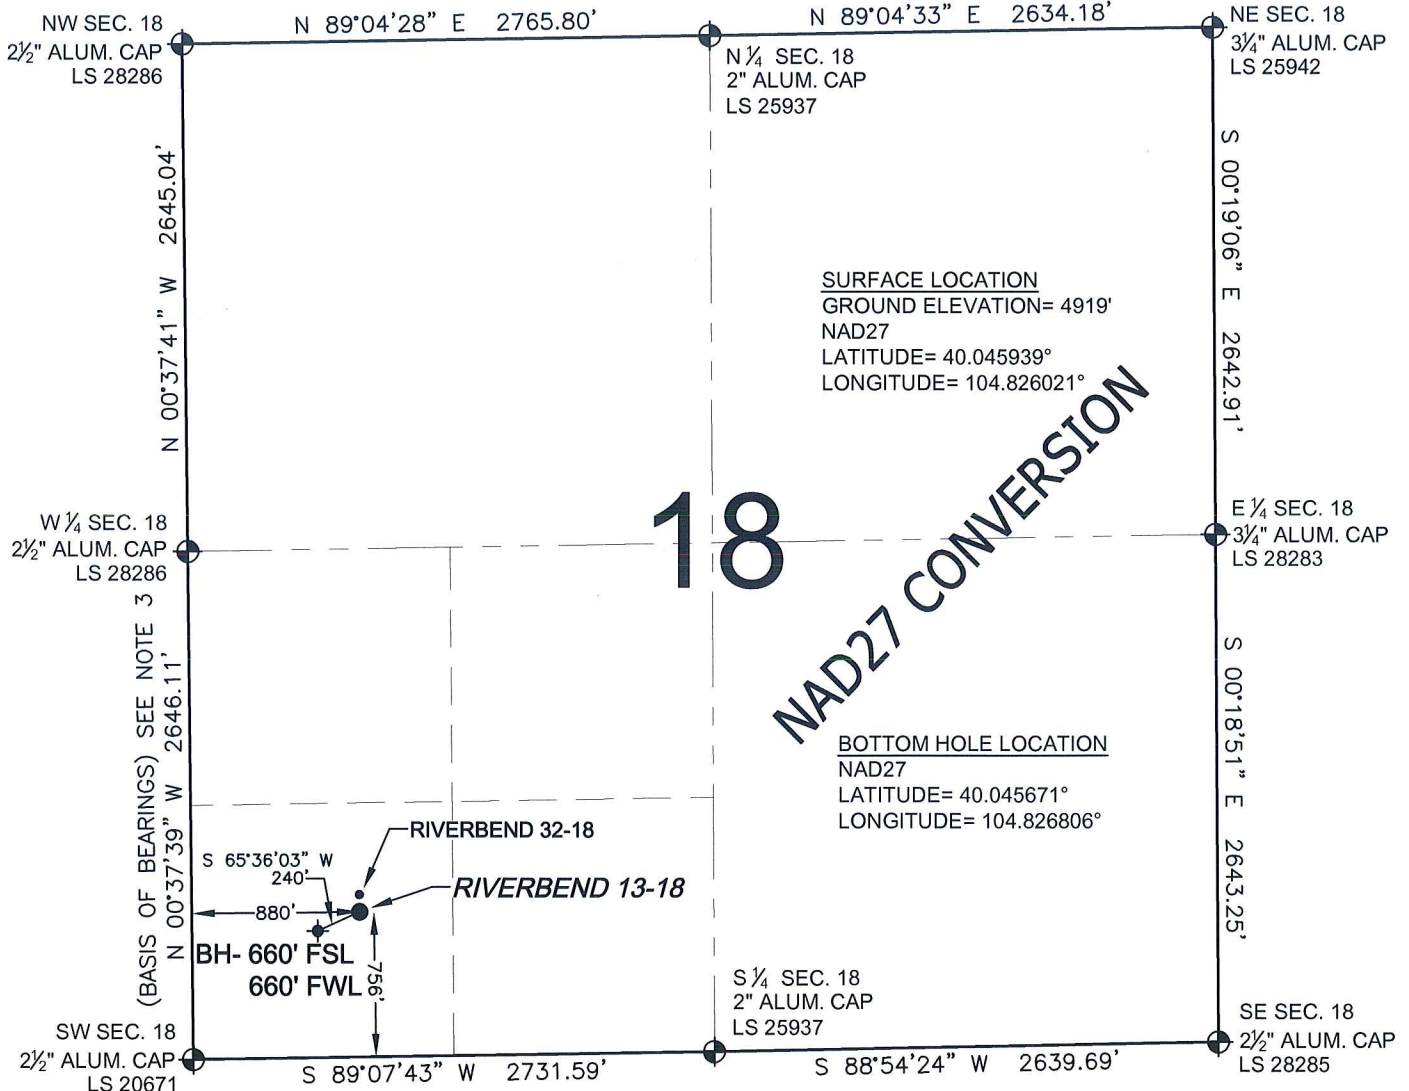 NW SEC. 18
2½" ALUM. CAP
LS 28286
N 89°04'28" E 2765.80'
N 89°04'33" E 2634.18'
NE SEC. 18
3¼" ALUM. CAP
LS 25942
N ¼ SEC. 18
2" ALUM. CAP
LS 25937
N 00°37'41" W 2645.04'
S 00°19'06" E 2642.91'
SURFACE LOCATION
GROUND ELEVATION= 4919'
NAD27
LATITUDE= 40.045939°
LONGITUDE= 104.826021°
NAD27 CONVERSION
18
W ¼ SEC. 18
2½" ALUM. CAP
LS 28286
E ¼ SEC. 18
3¼" ALUM. CAP
LS 28283
(BASIS OF BEARINGS) SEE NOTE 3
N 00°37'39" W 2646.11'
S 00°18'51" E 2643.25'
BOTTOM HOLE LOCATION
NAD27
LATITUDE= 40.045671°
LONGITUDE= 104.826806°
RIVERBEND 32-18
S 65°36'03" W
240'
RIVERBEND 13-18
880'
BH- 660' FSL
660' FWL
756'
S ¼ SEC. 18
2" ALUM. CAP
LS 25937
SW SEC. 18
2½" ALUM. CAP
LS 20671
S 89°07'43" W 2731.59'
S 88°54'24" W 2639.69'
SE SEC. 18
2½" ALUM. CAP
LS 28285